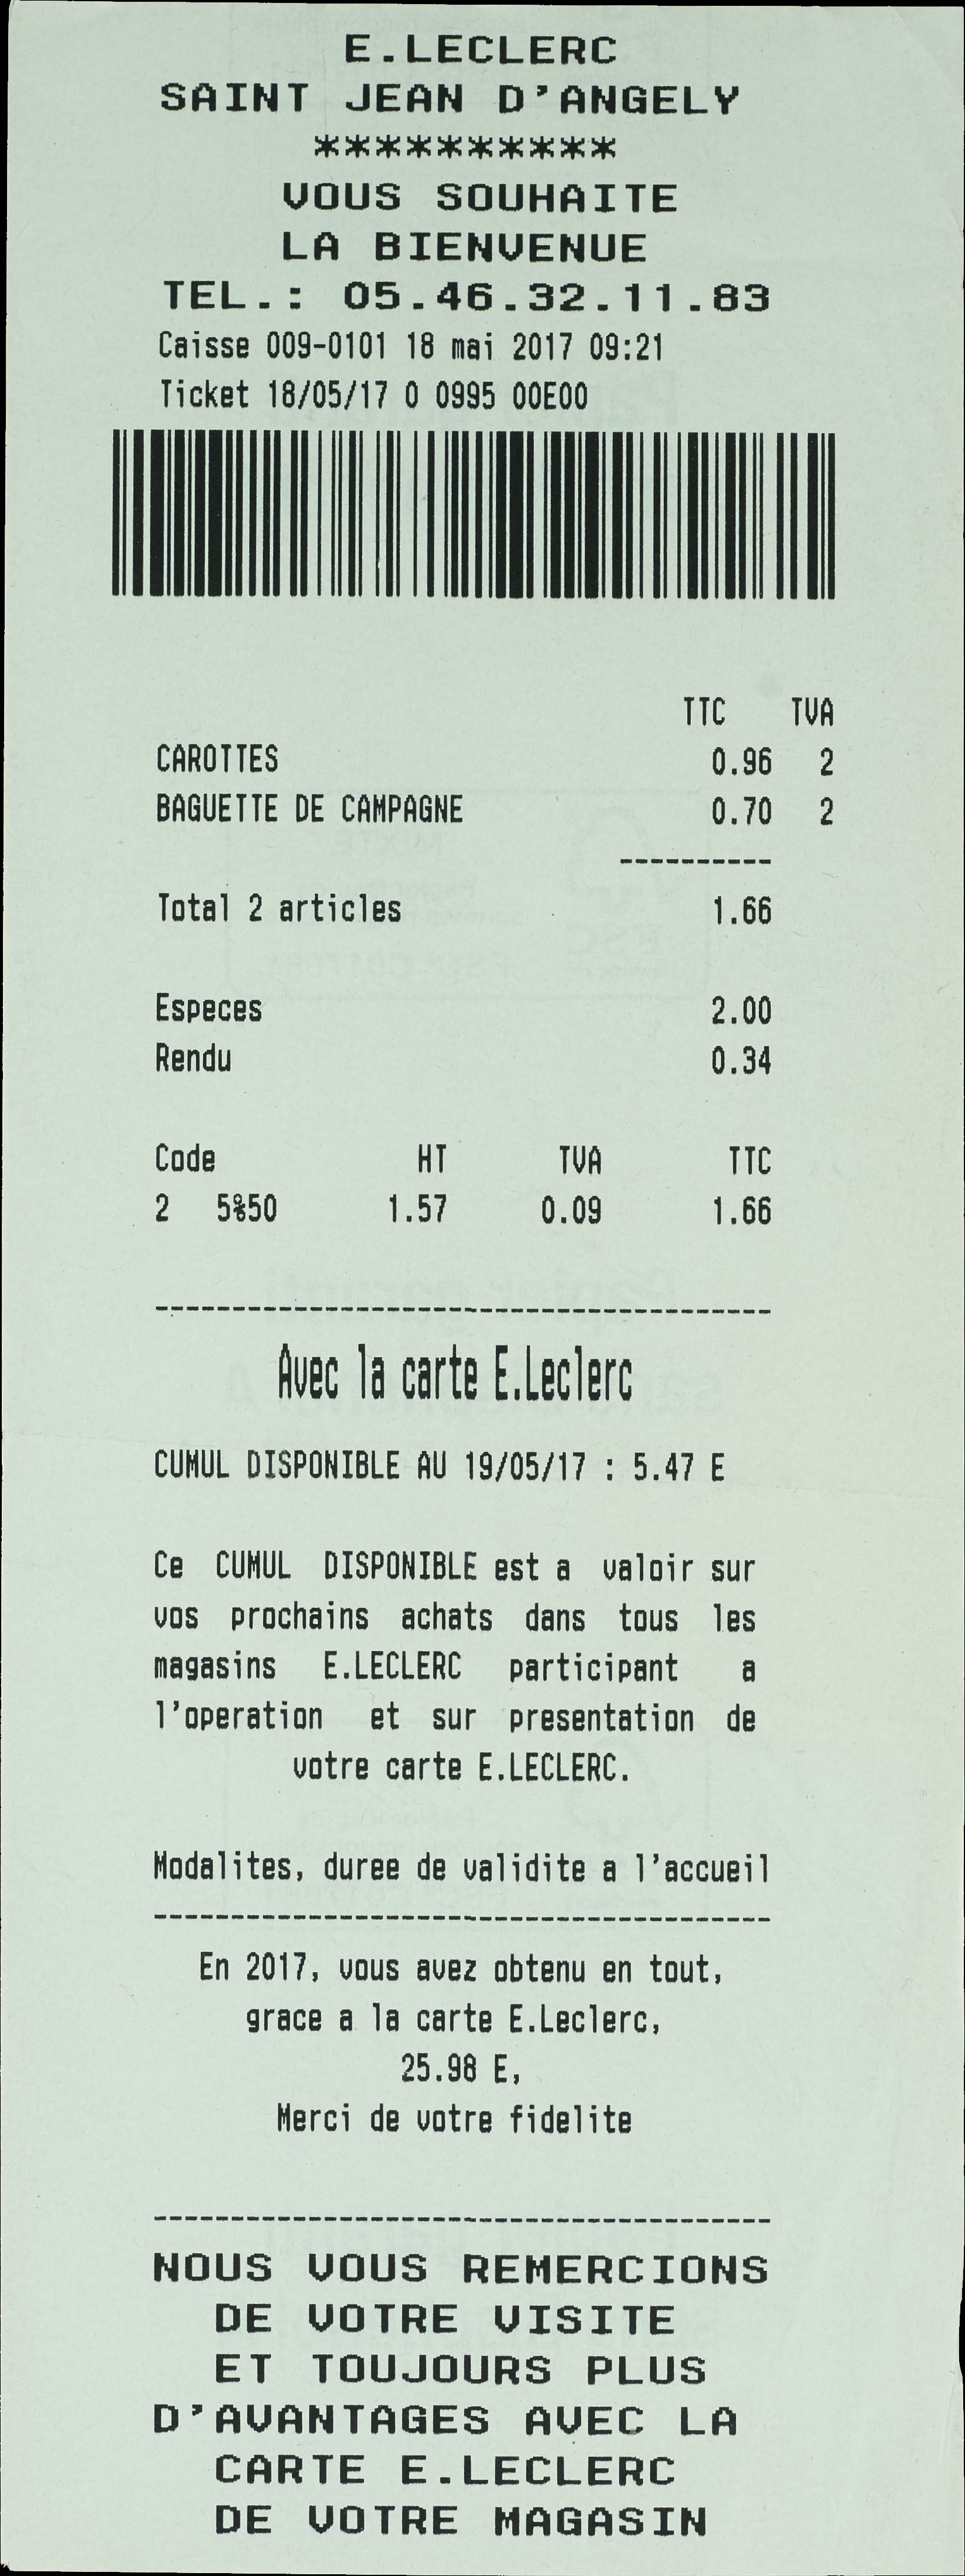 E.LECLERC
SAINT JEAN D'ANGELY
**********
VOUS SOUHAITE
LA BIENVENUE
TEL.: 05.46.32.11.83
Caisse 009-0101 18 mai 2017 09:21
Ticket 18/05/17 0 0995 00E00
TTC TVA
CAROTTES 0.96 2
BAGUETTE DE CAMPAGNE 0.70 2
----------
Total 2 articles 1.66
Especes 2.00
Rendu 0.34
Code HT TVA TTC
2 5%50 1.57 0.09 1.66
----------------------------------------
Avec la carte E.Leclerc
CUMUL DISPONIBLE AU 19/05/17 : 5.47 E
Ce CUMUL DISPONIBLE est a valoir sur
vos prochains achats dans tous les
magasins E.LECLERC participant a
l'operation et sur presentation de
votre carte E.LECLERC.
Modalites, duree de validite a l'accueil
----------------------------------------
En 2017, vous avez obtenu en tout,
grace a la carte E.Leclerc,
25.98 E,
Merci de votre fidelite
----------------------------------------
NOUS VOUS REMERCIONS
DE VOTRE VISITE
ET TOUJOURS PLUS
D'AVANTAGES AVEC LA
CARTE E.LECLERC
DE VOTRE MAGASIN